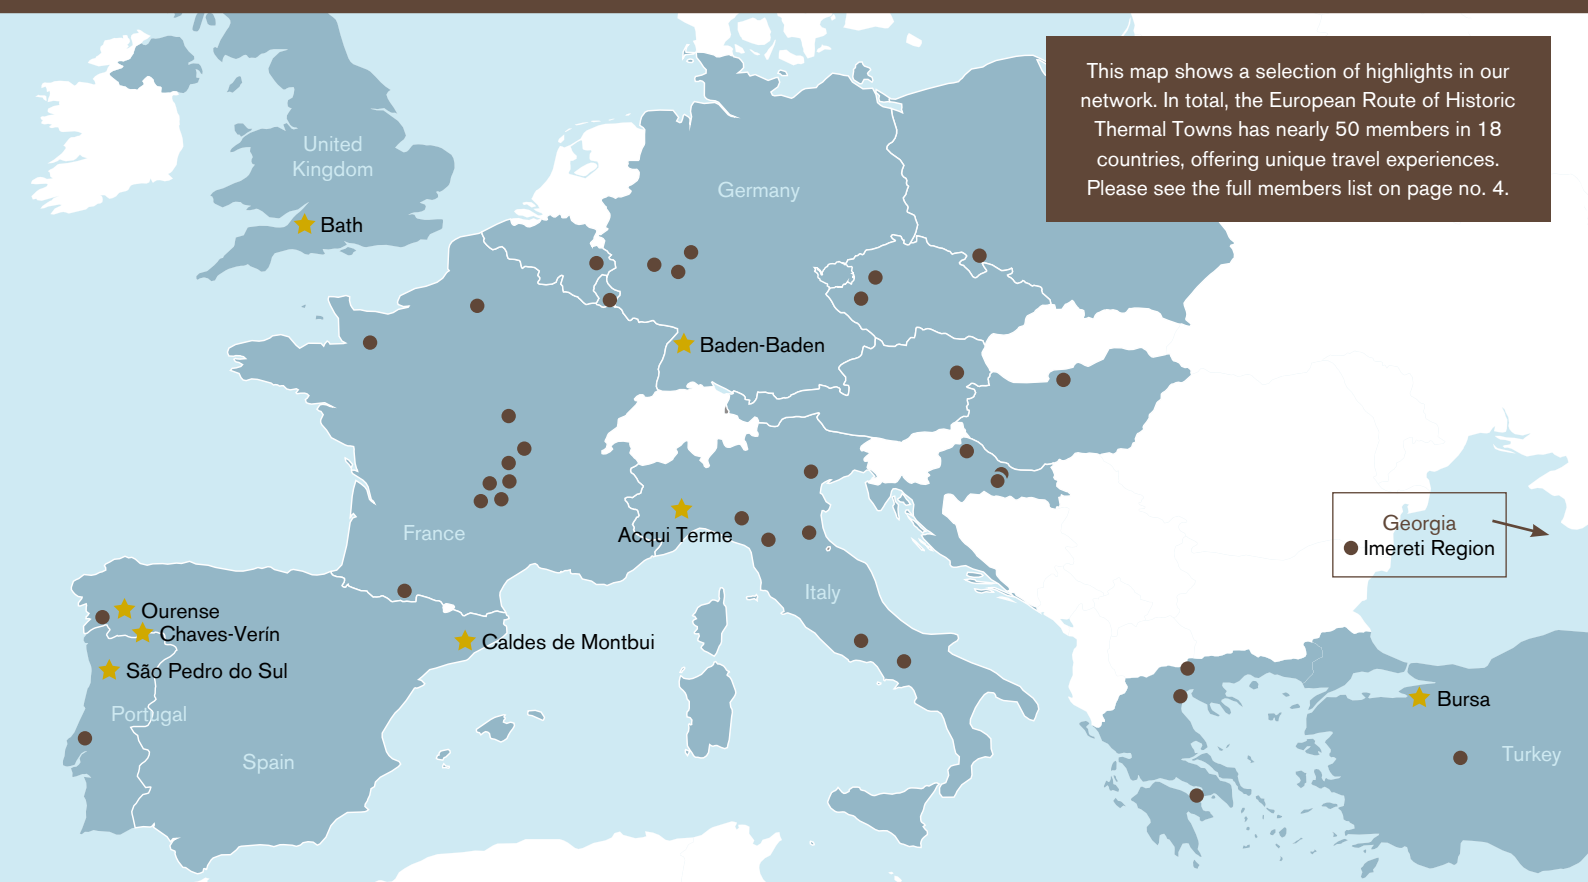 This map shows a selection of highlights in our
network. In total, the European Route of Historic
Thermal Towns has nearly 50 members in 18
countries, offering unique travel experiences.
Please see the full members list on page no. 4.
United
Kingdom
Germany
Bath
Baden-Baden
France
Acqui Terme
Georgia
Imereti Region
Italy
Ourense
Chaves-Verín
Caldes de Montbui
São Pedro do Sul
Portugal
Bursa
Spain
Turkey